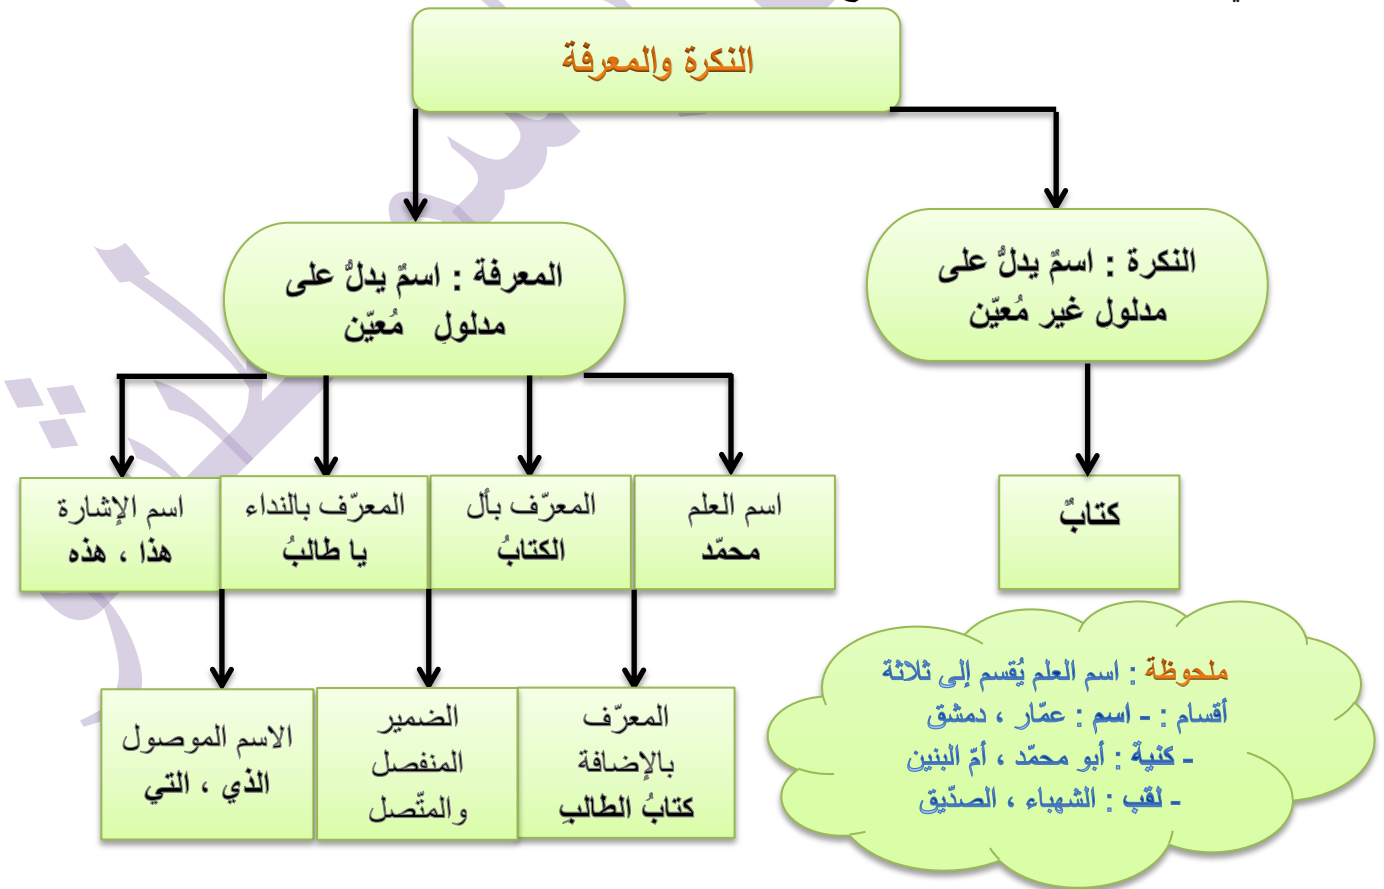 النكرة والمعرفة
النكرة : اسمٌ يدلُّ على
مدلول غير مُعيّن
المعرفة : اسمٌ يدلُّ على
مدلولٍ مُعيّن
كتابٌ
اسم العلم
محمّد
المعرّف بأل
الكتابُ
المعرّف بالنداء
يا طالبُ
اسم الإشارة
هذا ، هذه
المعرّف
بالإضافة
كتابُ الطالبِ
الضمير
المنفصل
والمتّصل
الاسم الموصول
الذي ، التي
ملحوظة : اسم العلم يُقسم إلى ثلاثة
أقسام : - اسم : عمّار ، دمشق
- كنية : أبو محمّد ، أمّ البنين
- لقب : الشهباء ، الصدّيق